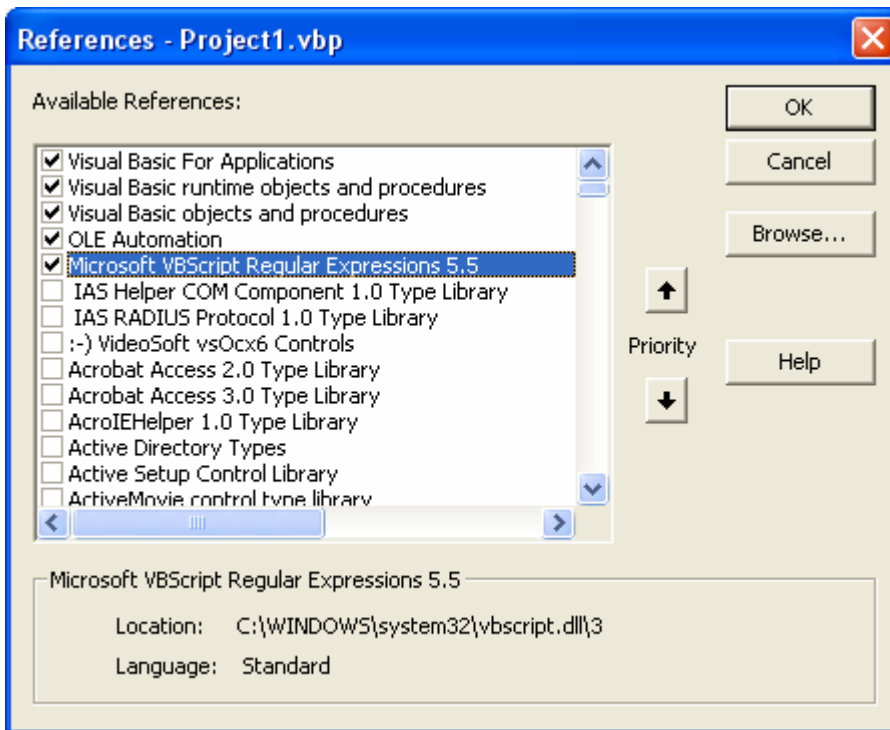 References - Project1.vbp
Available References:
OK
Cancel
Browse...
Help
Visual Basic For Applications
Visual Basic runtime objects and procedures
Visual Basic objects and procedures
OLE Automation
Microsoft VBScript Regular Expressions 5.5
IAS Helper COM Component 1.0 Type Library
IAS RADIUS Protocol 1.0 Type Library
:-) VideoSoft vsOcx6 Controls
Acrobat Access 2.0 Type Library
Acrobat Access 3.0 Type Library
AcroIEHelper 1.0 Type Library
Active Directory Types
Active Setup Control Library
ActiveMovie control type library
Priority
Microsoft VBScript Regular Expressions 5.5
Location: C:\WINDOWS\system32\vbscript.dll\3
Language: Standard